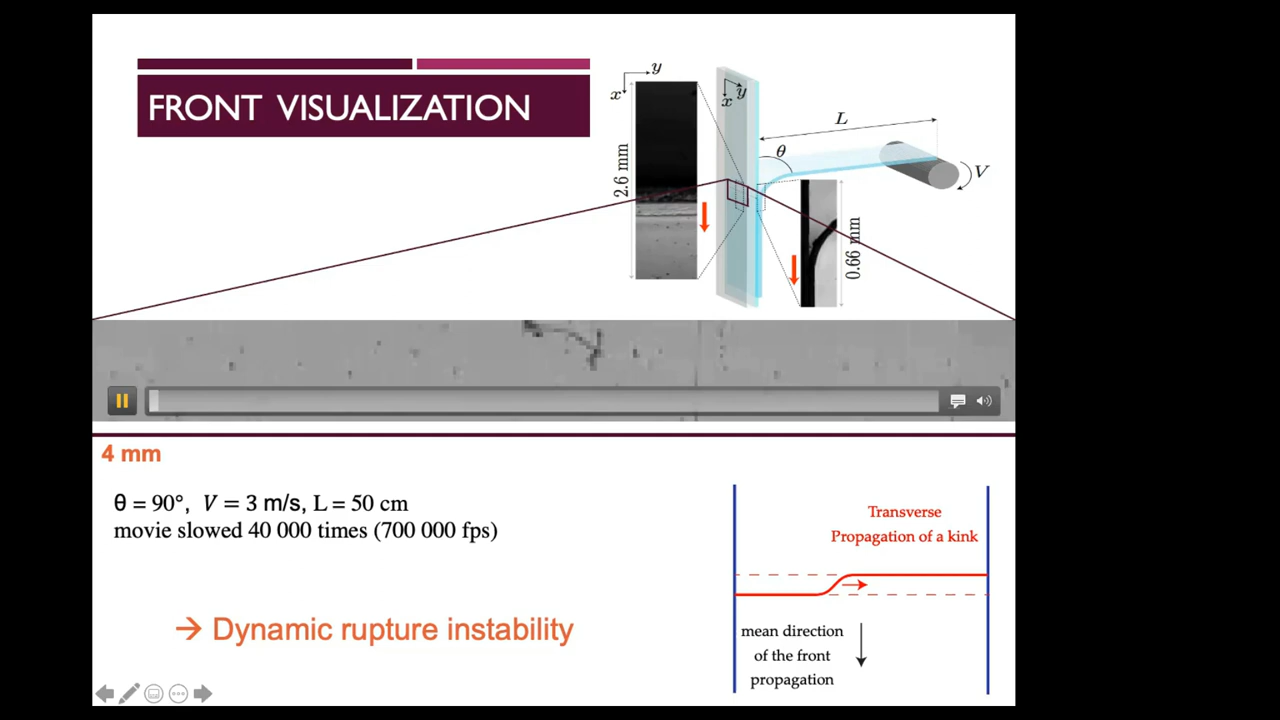 FRONT VISUALIZATION
y
x
2.6 mm
y
x
θ
L
V
0.66 mm
4 mm
θ = 90°, V = 3 m/s, L = 50 cm
movie slowed 40 000 times (700 000 fps)
→ Dynamic rupture instability
Transverse
Propagation of a kink
mean direction
of the front
propagation